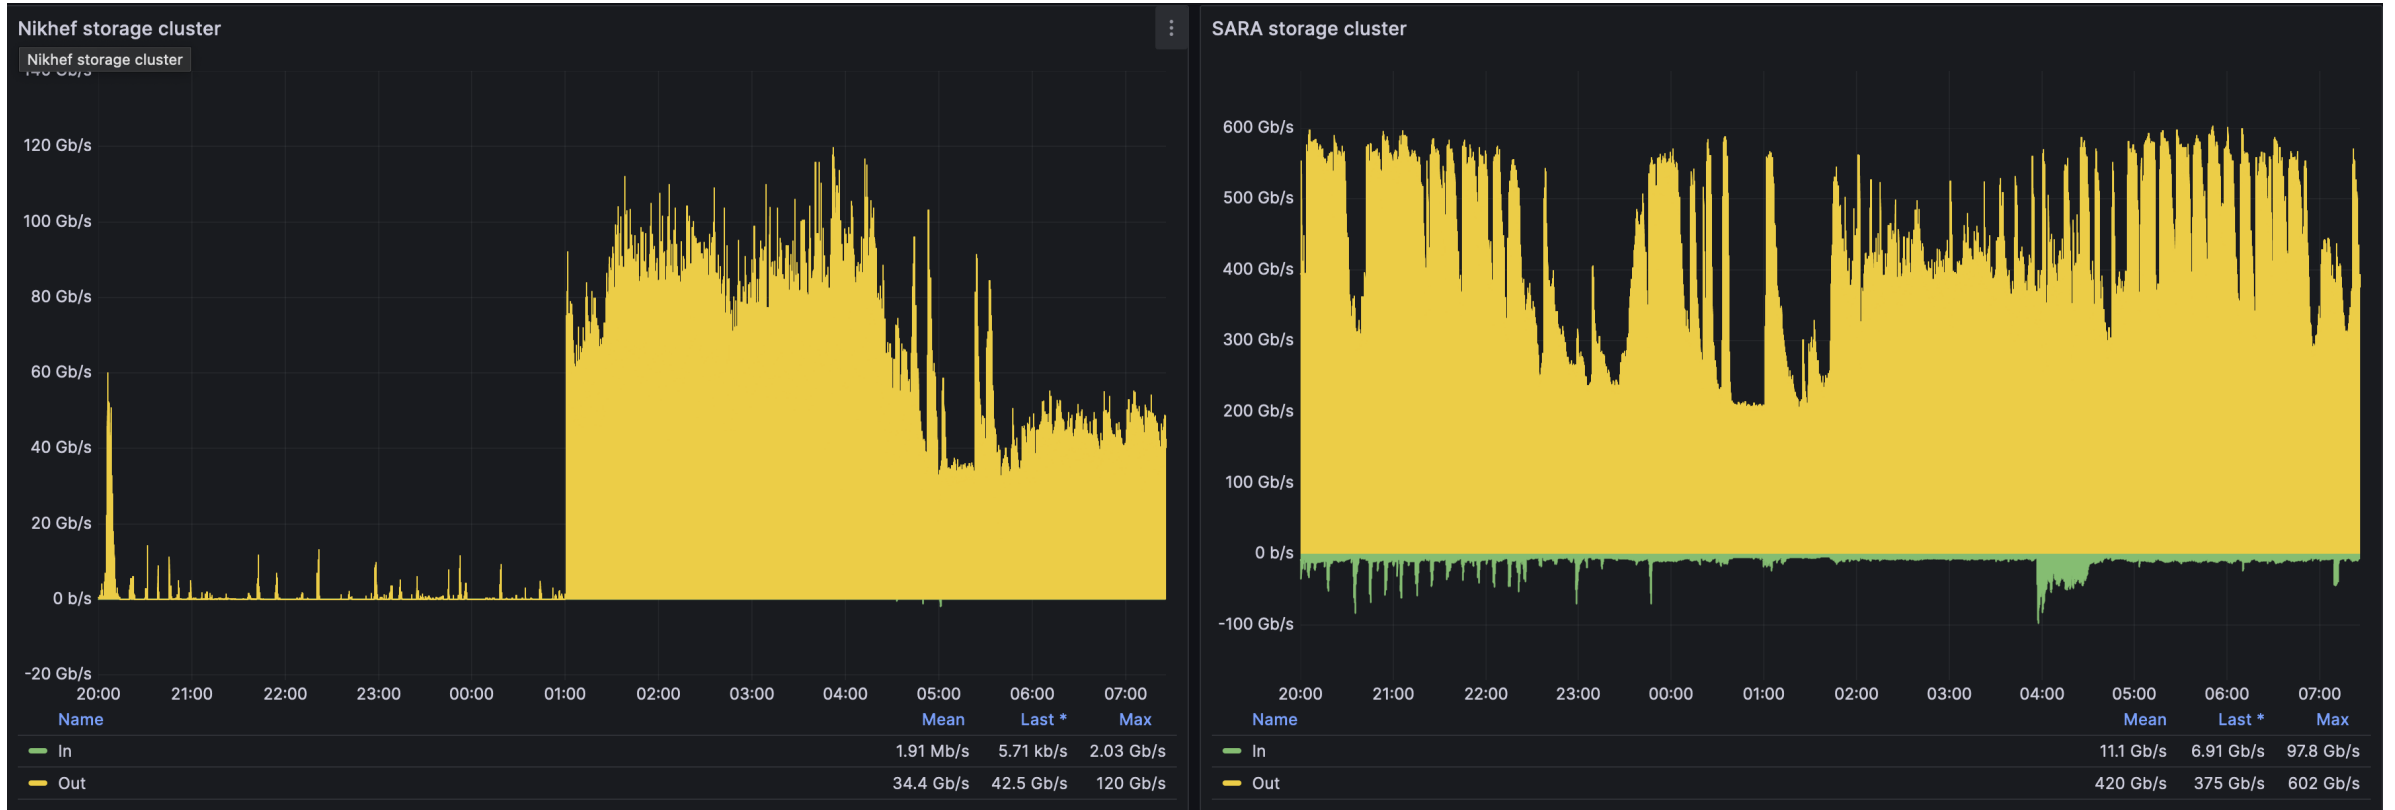 Nikhef storage cluster
Nikhef storage cluster
120 Gb/s
100 Gb/s
80 Gb/s
60 Gb/s
40 Gb/s
20 Gb/s
0 b/s
-20 Gb/s
20:00 21:00 22:00 23:00 00:00 01:00 02:00 03:00 04:00 05:00 06:00 07:00
Name Mean Last * Max
In 1.91 Mb/s 5.71 kb/s 2.03 Gb/s
Out 34.4 Gb/s 42.5 Gb/s 120 Gb/s
SARA storage cluster
600 Gb/s
500 Gb/s
400 Gb/s
300 Gb/s
200 Gb/s
100 Gb/s
0 b/s
-100 Gb/s
20:00 21:00 22:00 23:00 00:00 01:00 02:00 03:00 04:00 05:00 06:00 07:00
Name Mean Last * Max
In 11.1 Gb/s 6.91 Gb/s 97.8 Gb/s
Out 420 Gb/s 375 Gb/s 602 Gb/s